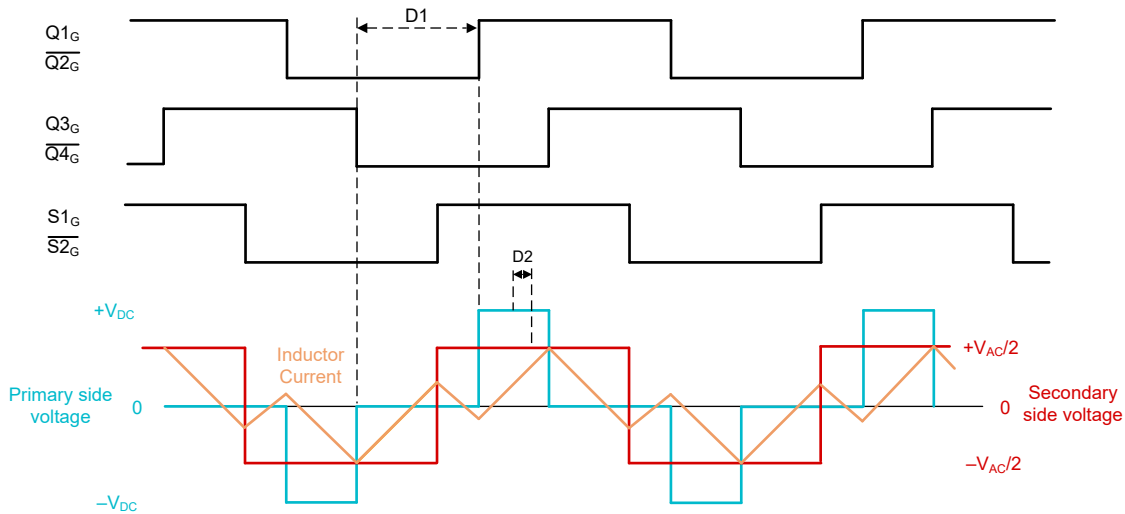 D1
Q1G
Q2G
Q3G
Q4G
S1G
S2G
D2
+VDC
Inductor
Current
+VAC/2
Primary side
voltage
0
0
Secondary
side voltage
–VAC/2
–VDC